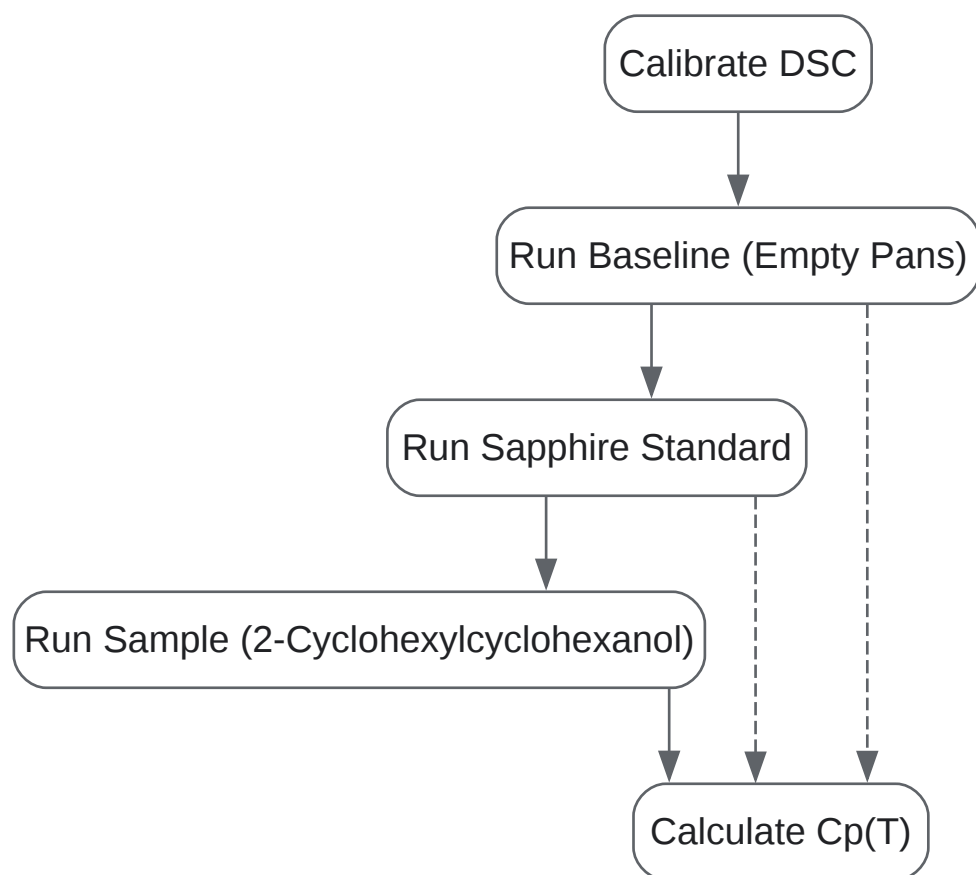 Calibrate DSC
Run Baseline (Empty Pans)
Run Sapphire Standard
Run Sample (2-Cyclohexylcyclohexanol)
Calculate Cp(T)